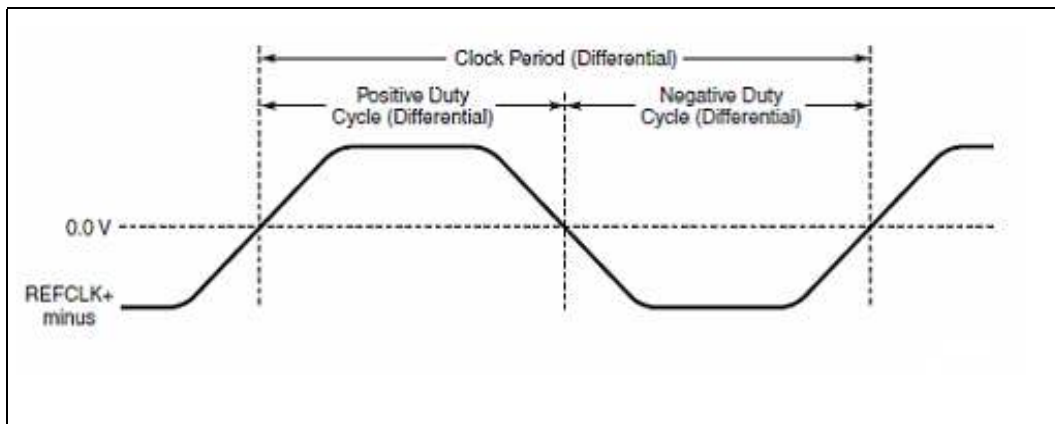 Clock Period (Differential)
Positive Duty
Cycle (Differential)
Negative Duty
Cycle (Differential)
0.0 V
REFCLK+
minus